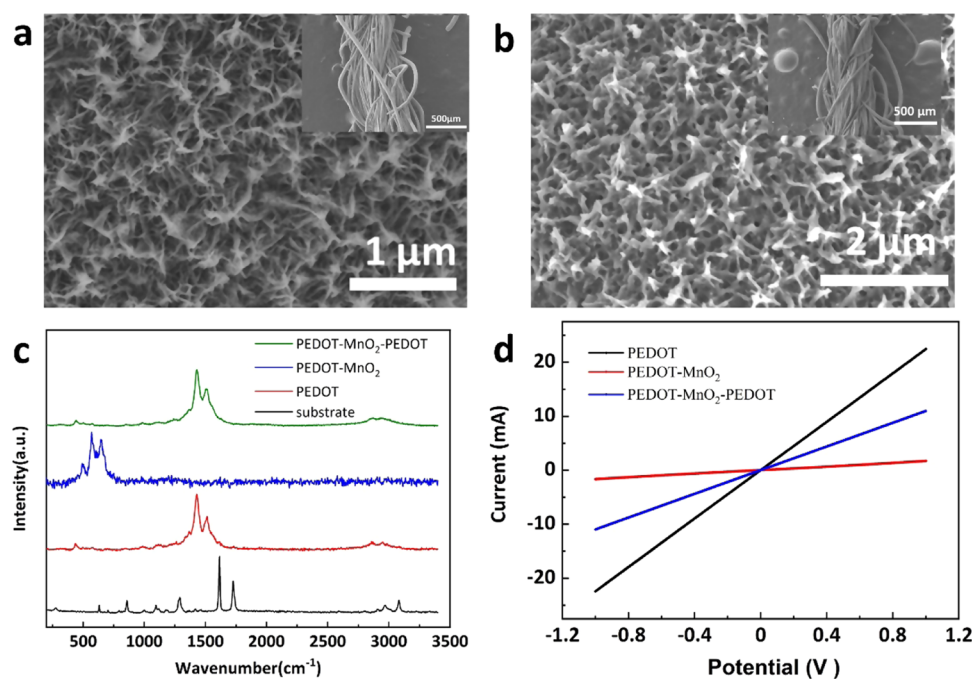 a
500μm
1 μm
b
500 μm
2 μm
c
PEDOT-MnO₂-PEDOT
PEDOT-MnO₂
PEDOT
substrate
Intensity(a.u.)
500 1000 1500 2000 2500 3000 3500
Wavenumber(cm⁻¹)
d
PEDOT
PEDOT-MnO₂
PEDOT-MnO₂-PEDOT
Current (mA)
20
10
0
-10
-20
-1.2 -0.8 -0.4 0 0.4 0.8 1.2
Potential (V )